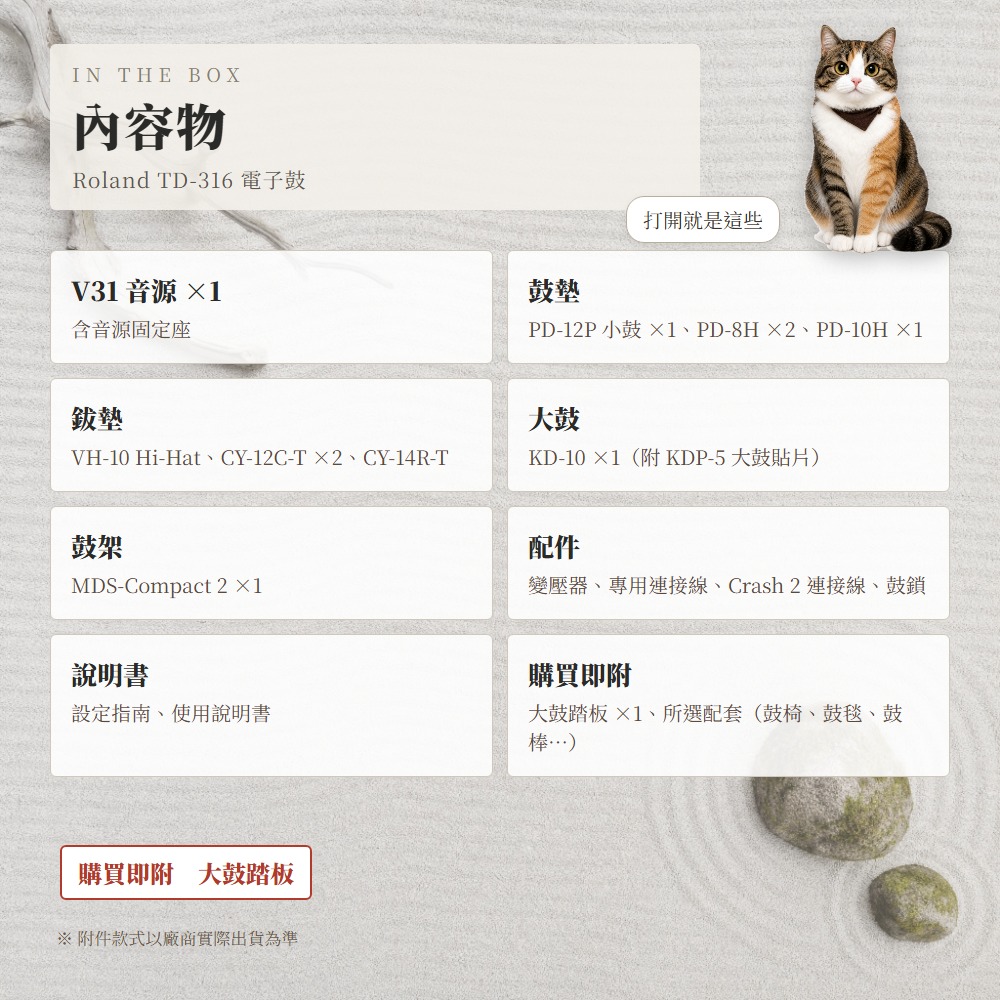 IN THE BOX
內容物
Roland TD-316 電子鼓
打開就是這些
V31 音源 ×1
含音源固定座
鼓墊
PD-12P 小鼓 ×1、PD-8H ×2、PD-10H ×1
鈸墊
VH-10 Hi-Hat、CY-12C-T ×2、CY-14R-T
大鼓
KD-10 ×1（附 KDP-5 大鼓貼片）
鼓架
MDS-Compact 2 ×1
配件
變壓器、專用連接線、Crash 2 連接線、鼓鎖
說明書
設定指南、使用說明書
購買即附
大鼓踏板 ×1、所選配套（鼓椅、鼓毯、鼓
棒…）
購買即附　大鼓踏板
※ 附件款式以廠商實際出貨為準